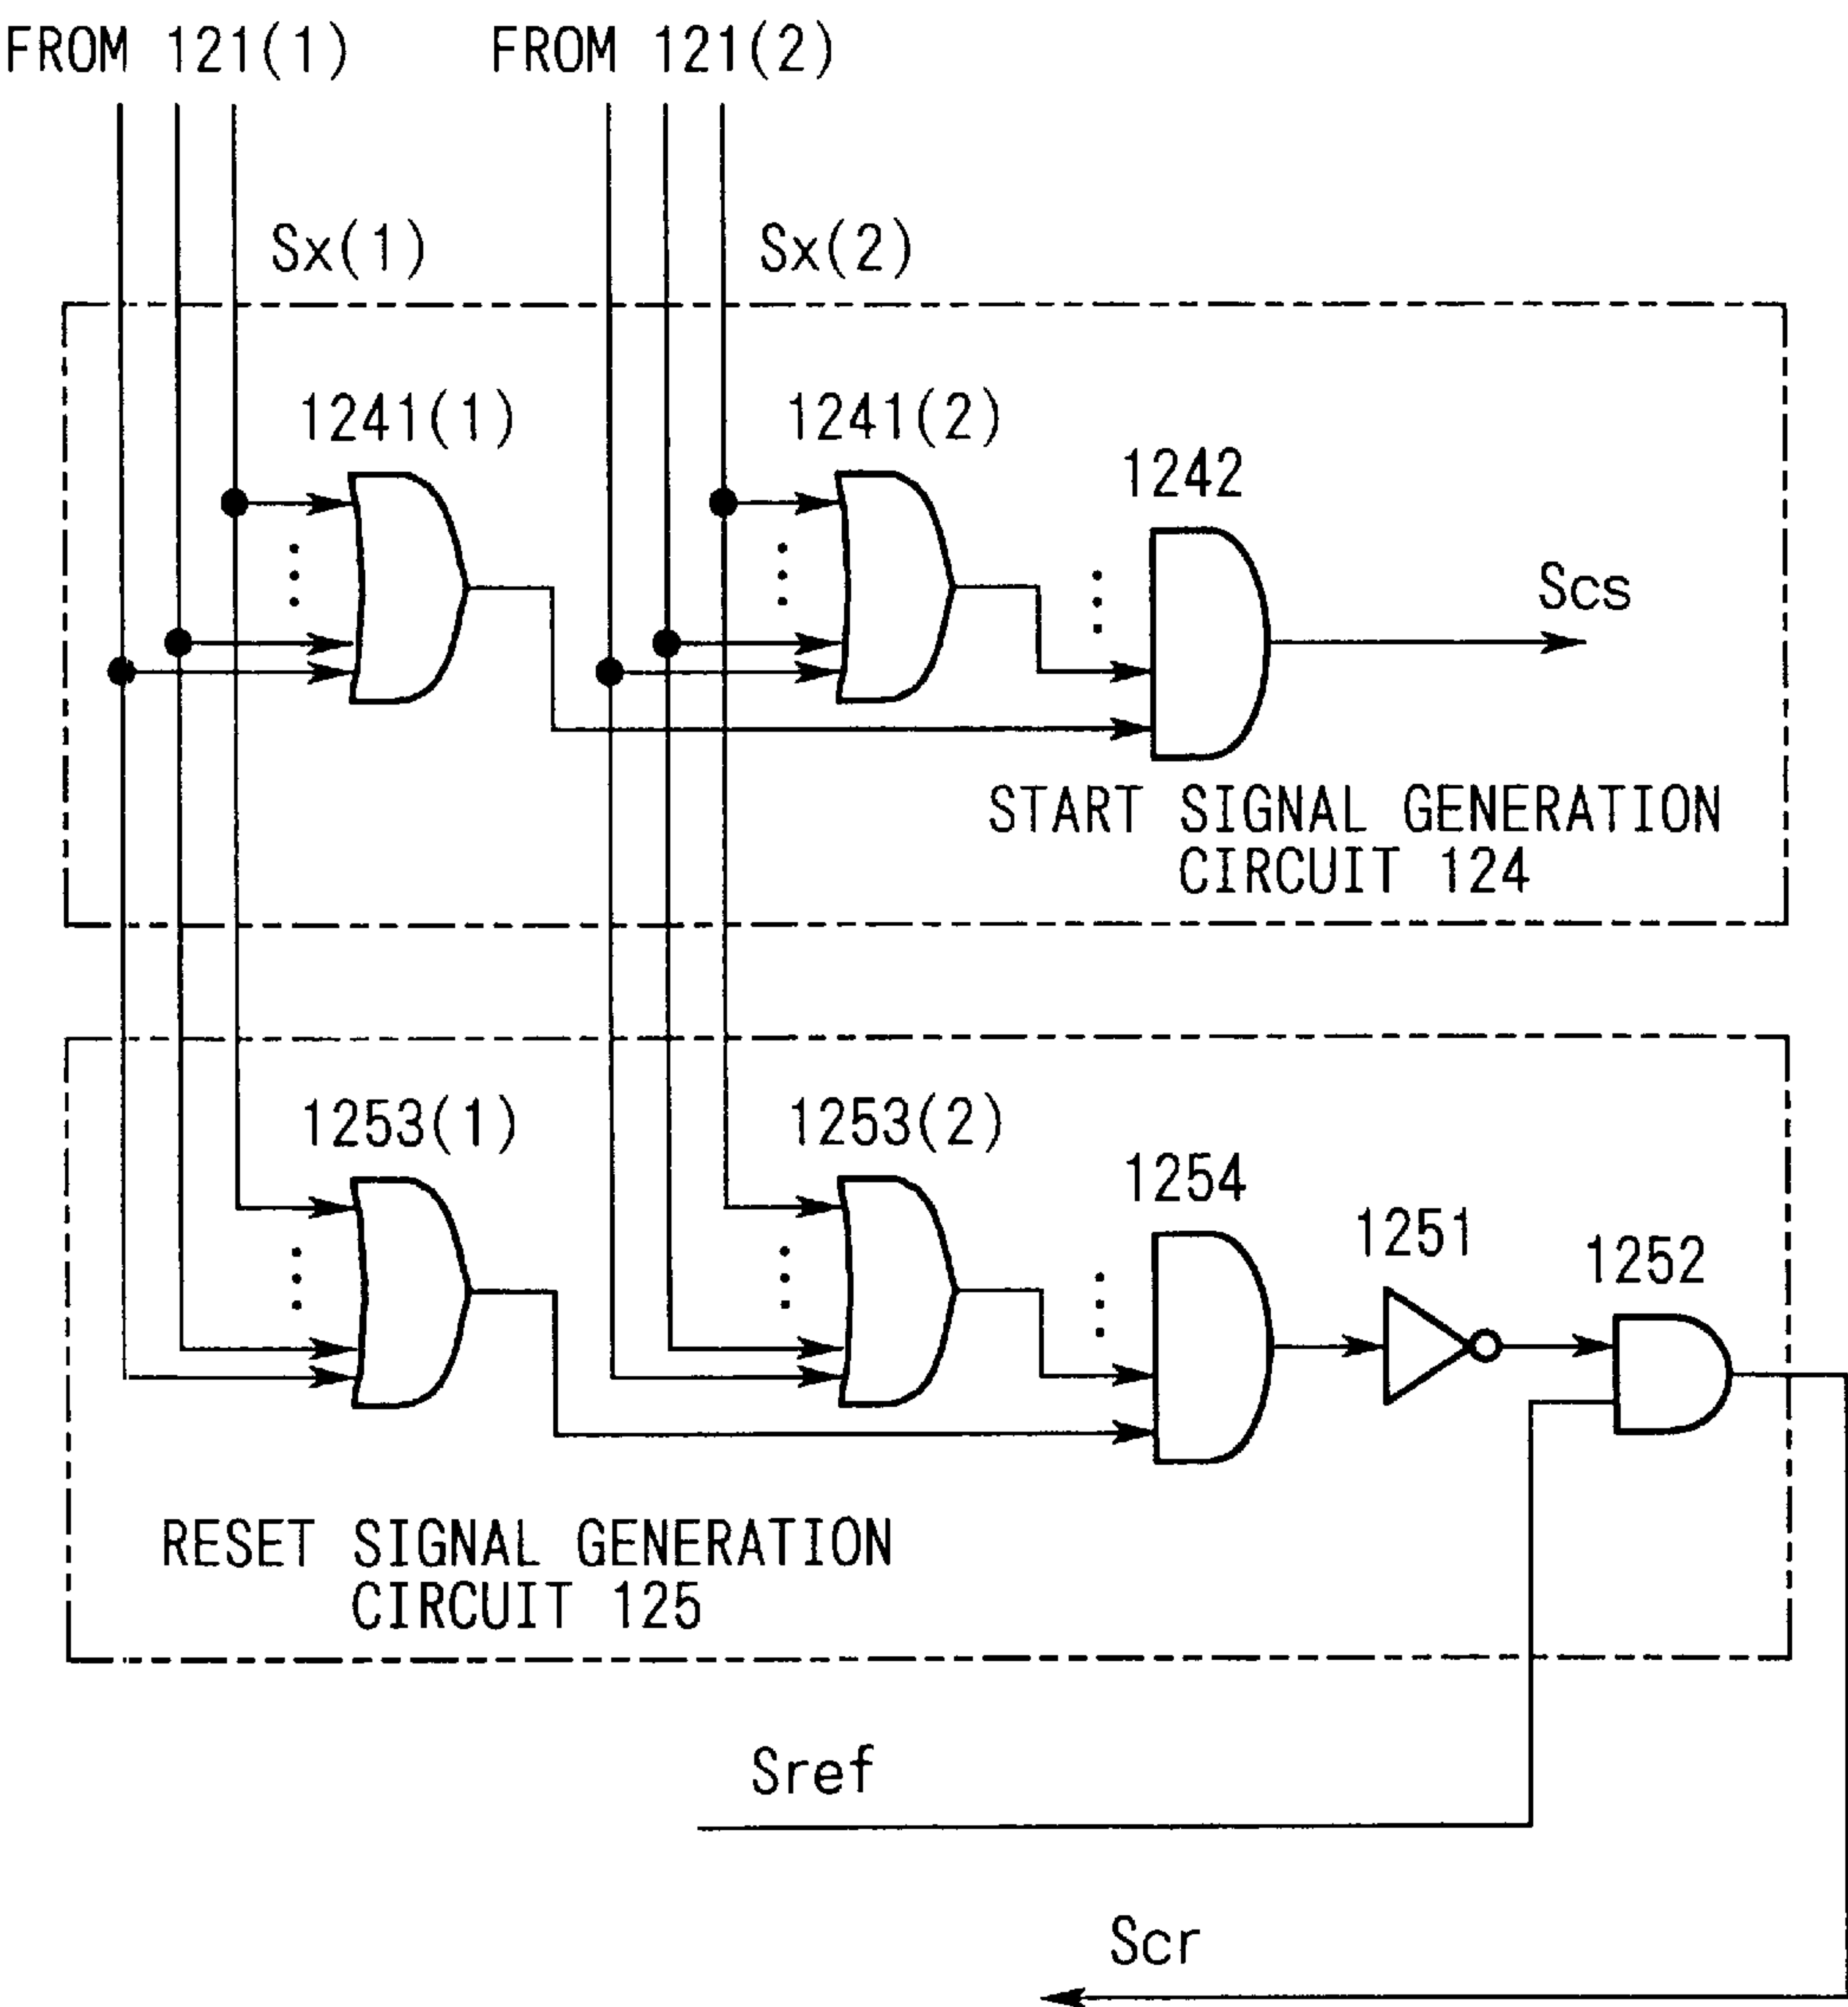 FROM 121(1)
FROM 121(2)
Sx(1)
Sx(2)
1241(1)
1241(2)
1242
Scs
START SIGNAL GENERATION
CIRCUIT 124
1253(1)
1253(2)
1254
1251
1252
RESET SIGNAL GENERATION
CIRCUIT 125
Sref
Scr